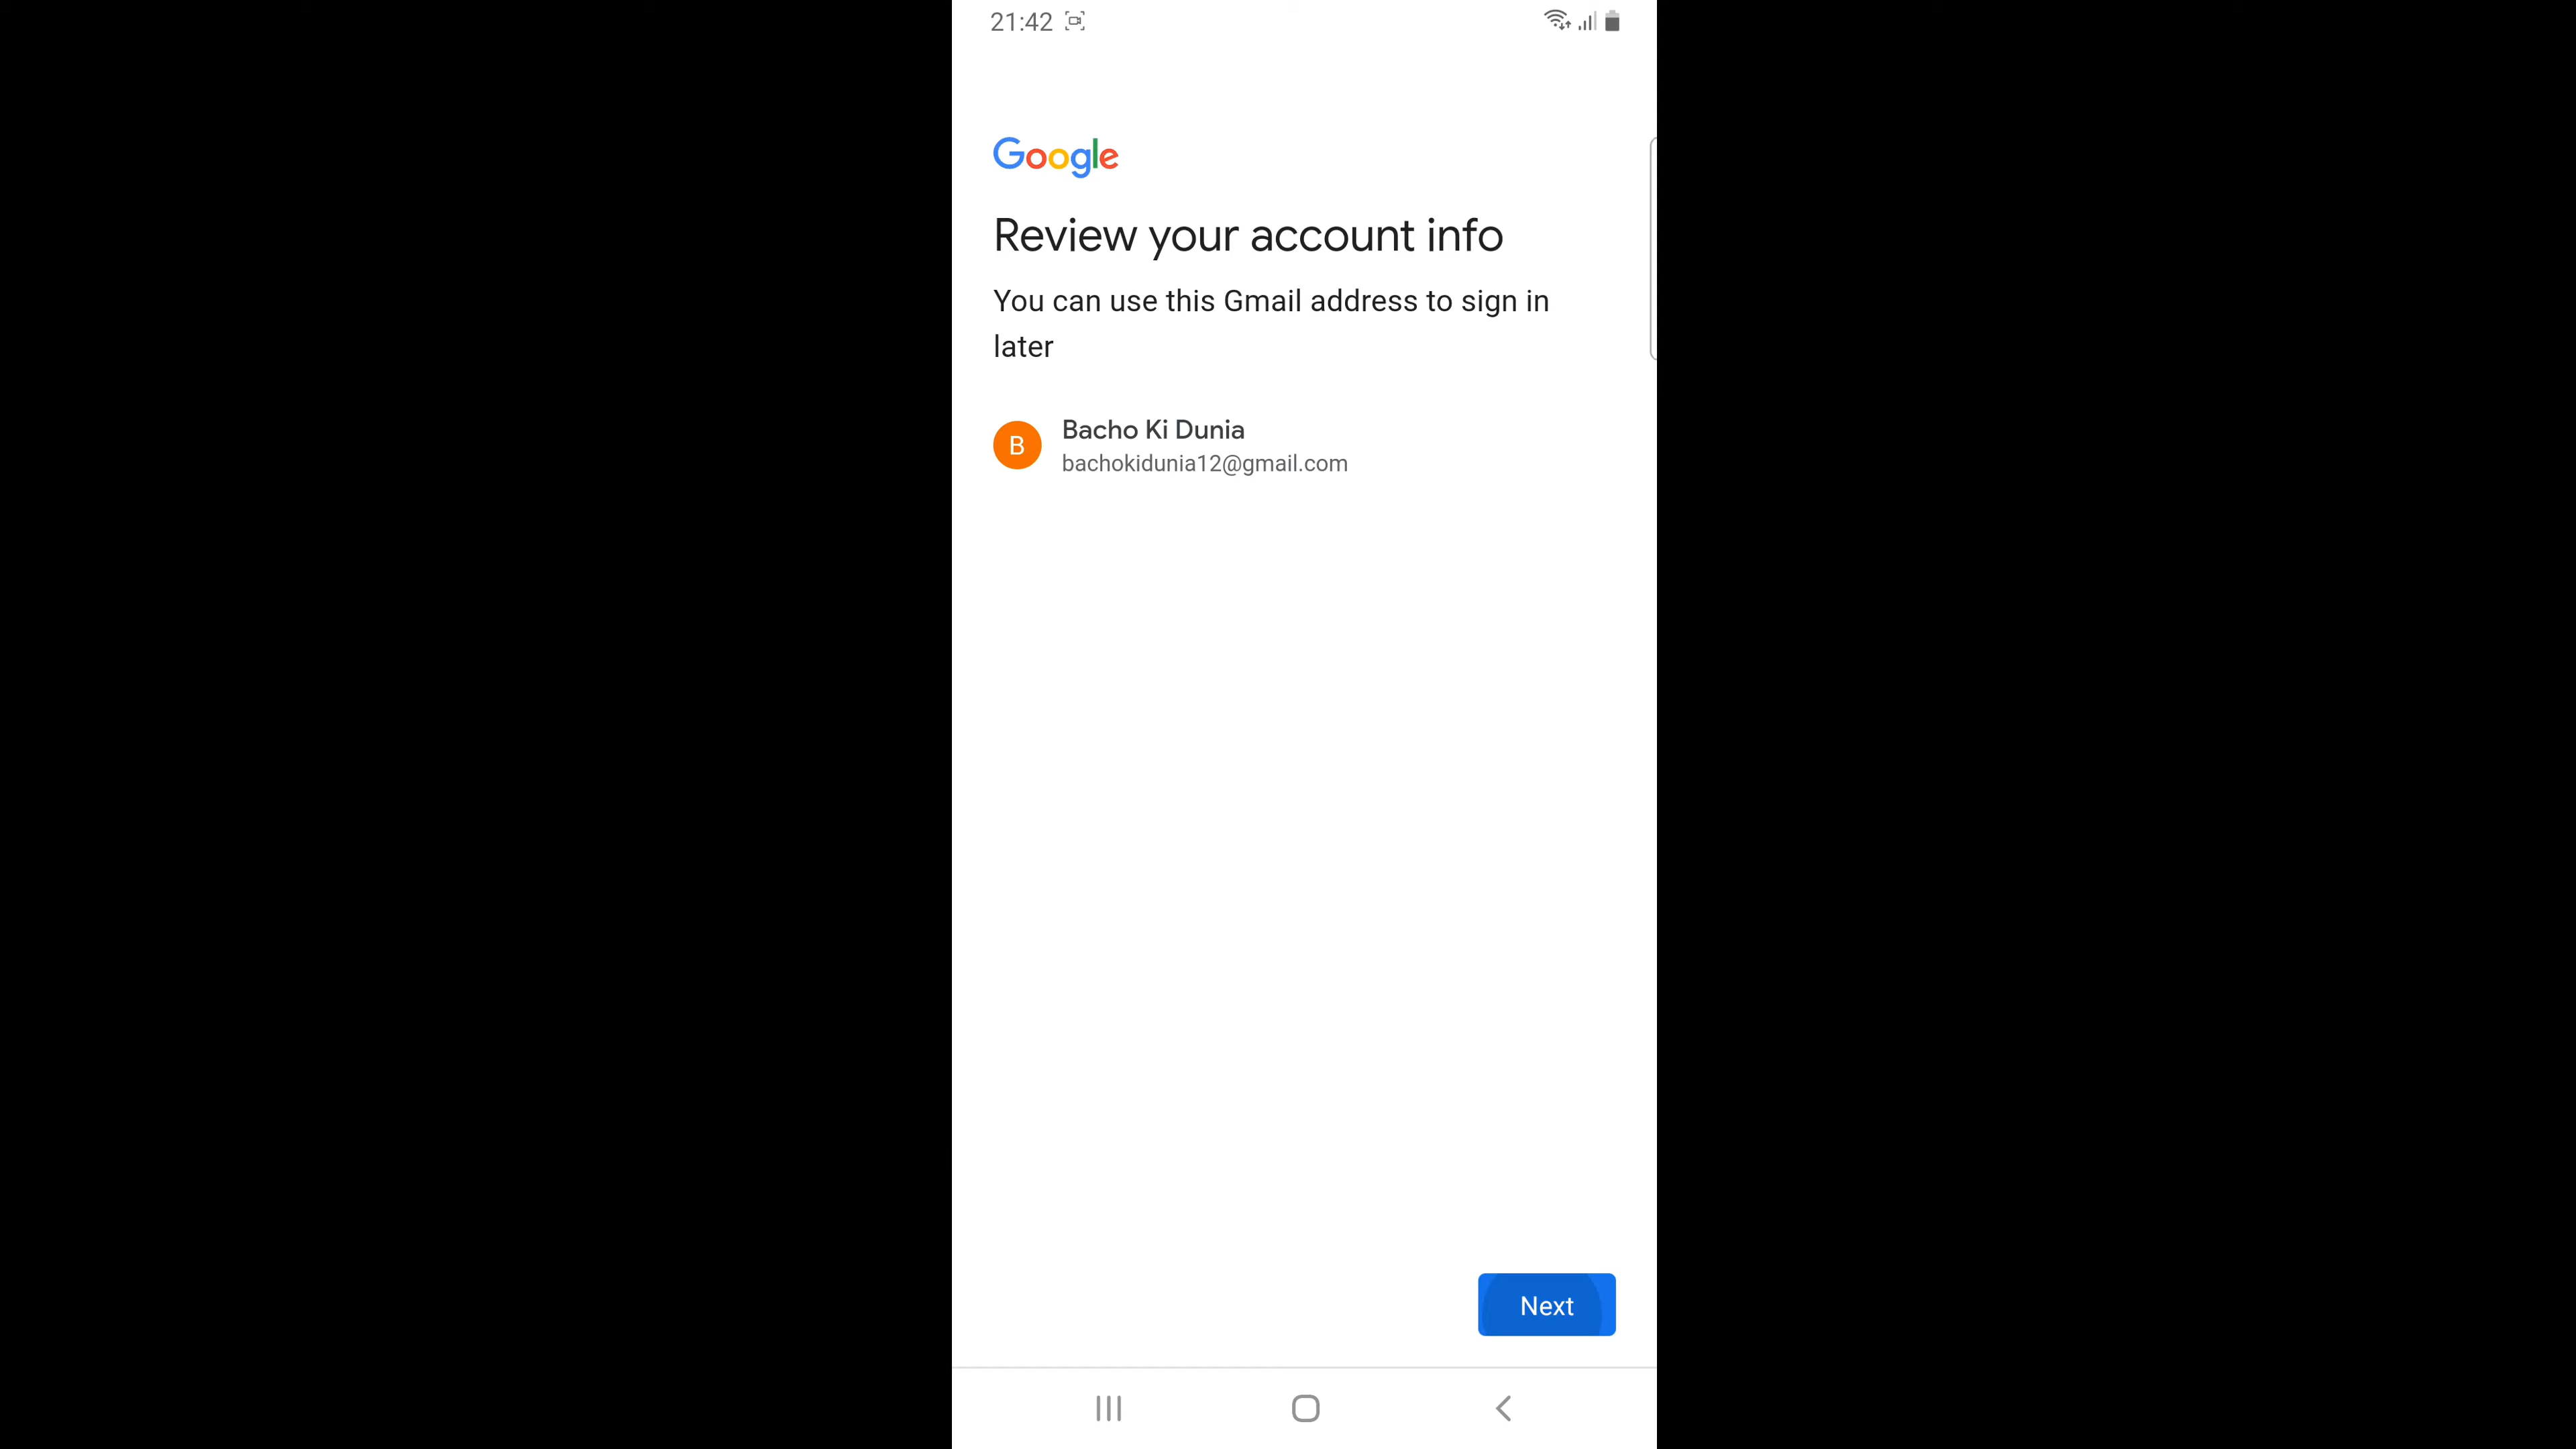 21:42
Google
Review your account info
You can use this Gmail address to sign in
later
B
Bacho Ki Dunia
bachokidunia12@gmail.com
Next